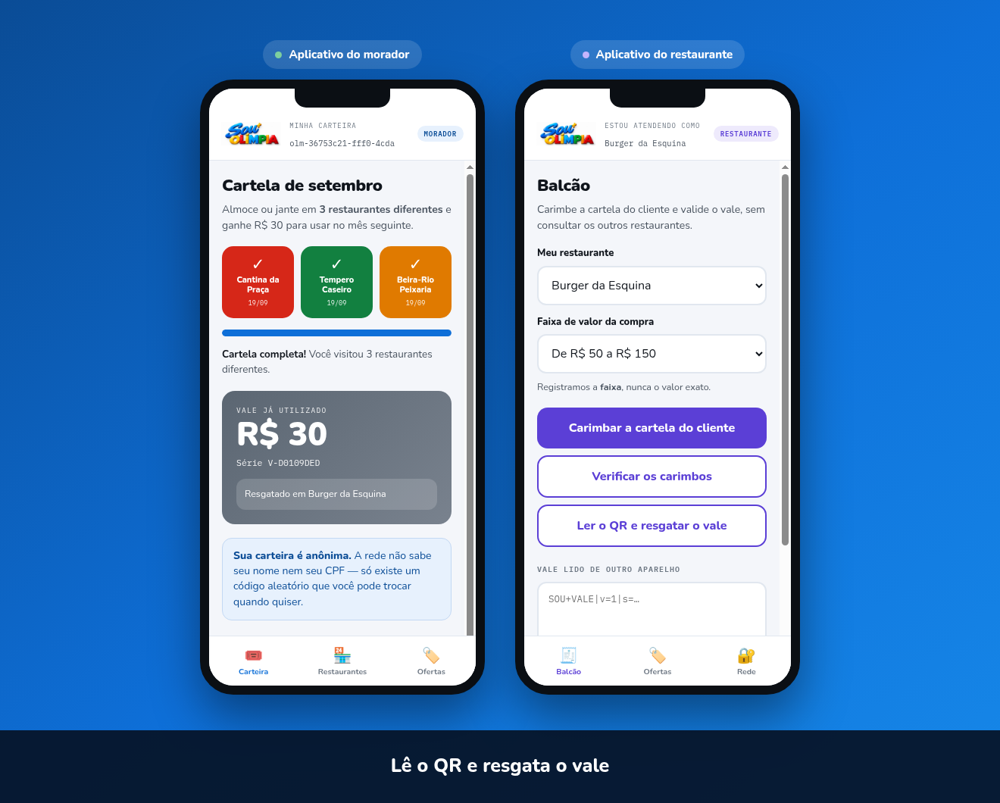 Aplicativo do morador
Sou
OLÍMPIA
MINHA CARTEIRA
olm-36753c21-fff0-4cda
MORADOR
Cartela de setembro
Almoce ou jante em 3 restaurantes diferentes e
ganhe R$ 30 para usar no mês seguinte.
✓
Cantina da
Praça
19/09
✓
Tempero
Caseiro
19/09
✓
Beira-Rio
Peixaria
19/09
Cartela completa! Você visitou 3 restaurantes
diferentes.
VALE JÁ UTILIZADO
R$ 30
Série V-D0109DED
Resgatado em Burger da Esquina
Sua carteira é anônima. A rede não sabe
seu nome nem seu CPF — só existe um
código aleatório que você pode trocar
quando quiser.
Carteira
Restaurantes
Ofertas
Aplicativo do restaurante
Sou
OLÍMPIA
ESTOU ATENDENDO COMO
Burger da Esquina
RESTAURANTE
Balcão
Carimbe a cartela do cliente e valide o vale, sem
consultar os outros restaurantes.
Meu restaurante
Burger da Esquina
Faixa de valor da compra
De R$ 50 a R$ 150
Registramos a faixa, nunca o valor exato.
Carimbar a cartela do cliente
Verificar os carimbos
Ler o QR e resgatar o vale
VALE LIDO DE OUTRO APARELHO
SOU+VALE|v=1|s=…
Balcão
Ofertas
Rede
Lê o QR e resgata o vale